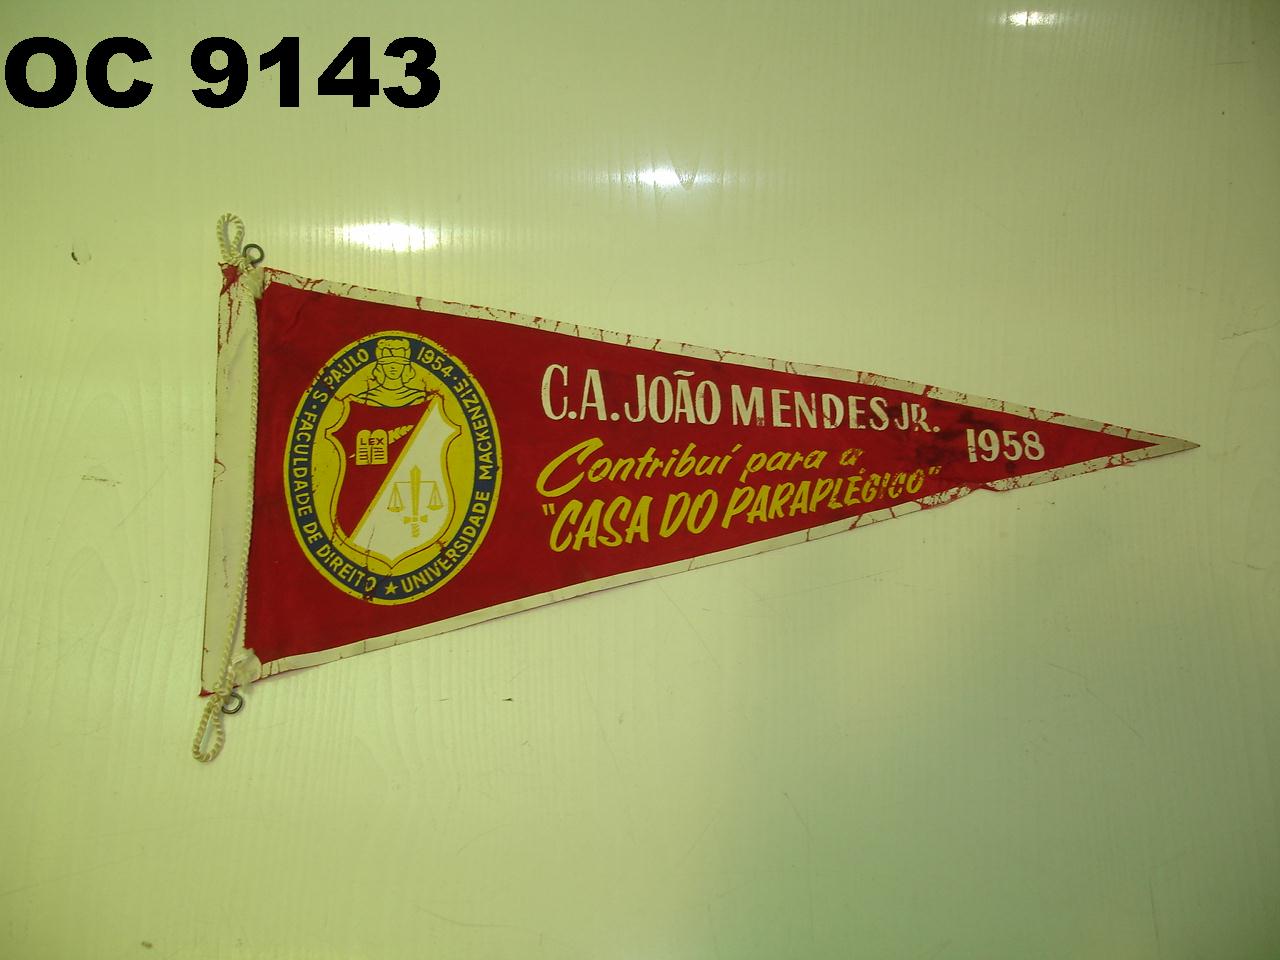 OC 9143
S. PAULO 1954
FACULDADE DE DIREITO ★ UNIVERSIDADE MACKENZIE
LEX
C.A. JOÃO MENDES JR.
1958
Contribuí para a
"CASA DO PARAPLÉGICO"